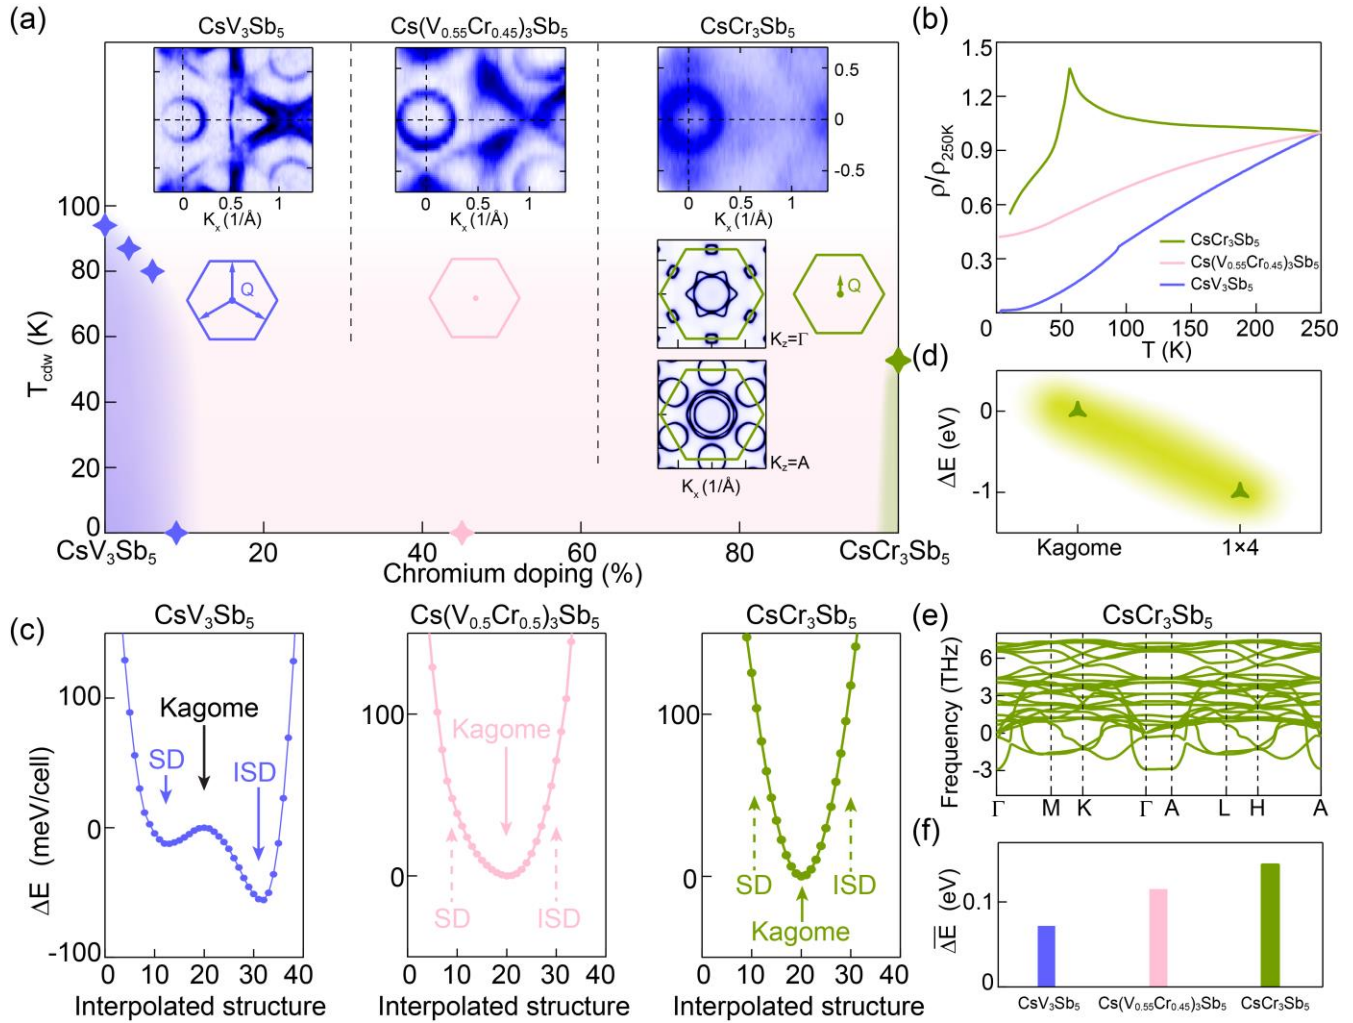 (a)
CsV₃Sb₅
Cs(V₀.₅₅Cr₀.₄₅)₃Sb₅
CsCr₃Sb₅
0.5
0
-0.5
0 0.5 1
Kₓ (1/Å)
0 0.5 1
Kₓ (1/Å)
0 1
Kₓ (1/Å)
100
80
60
40
20
0
T_cdw (K)
Q
Q
K_z=Γ
K_z=A
Kₓ (1/Å)
CsV₃Sb₅ 20 40 60 80 CsCr₃Sb₅
Chromium doping (%)
(b)
1.5
1.2
0.9
0.6
0.3
0 50 100 150 200 250
ρ/ρ₂₅₀K
T (K)
CsCr₃Sb₅
Cs(V₀.₅₅Cr₀.₄₅)₃Sb₅
CsV₃Sb₅
(d)
0
-1
ΔE (eV)
Kagome 1×4
(c)
CsV₃Sb₅
100
0
-100
ΔE (meV/cell)
Kagome
SD
ISD
0 10 20 30 40
Interpolated structure
Cs(V₀.₅Cr₀.₅)₃Sb₅
100
0
Kagome
SD ISD
0 10 20 30 40
Interpolated structure
CsCr₃Sb₅
100
0
SD ISD
Kagome
0 10 20 30 40
Interpolated structure
(e)
CsCr₃Sb₅
6
3
0
-3
Frequency (THz)
Γ M K Γ A L H A
(f)
0.1
0
ΔE (eV)
CsV₃Sb₅ Cs(V₀.₅₅Cr₀.₄₅)₃Sb₅ CsCr₃Sb₅